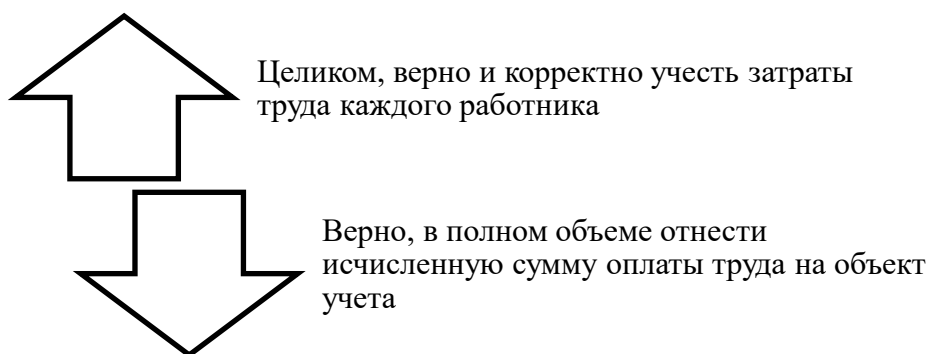 Целиком, верно и корректно учесть затраты
труда каждого работника
Верно, в полном объеме отнести
исчисленную сумму оплаты труда на объект
учета